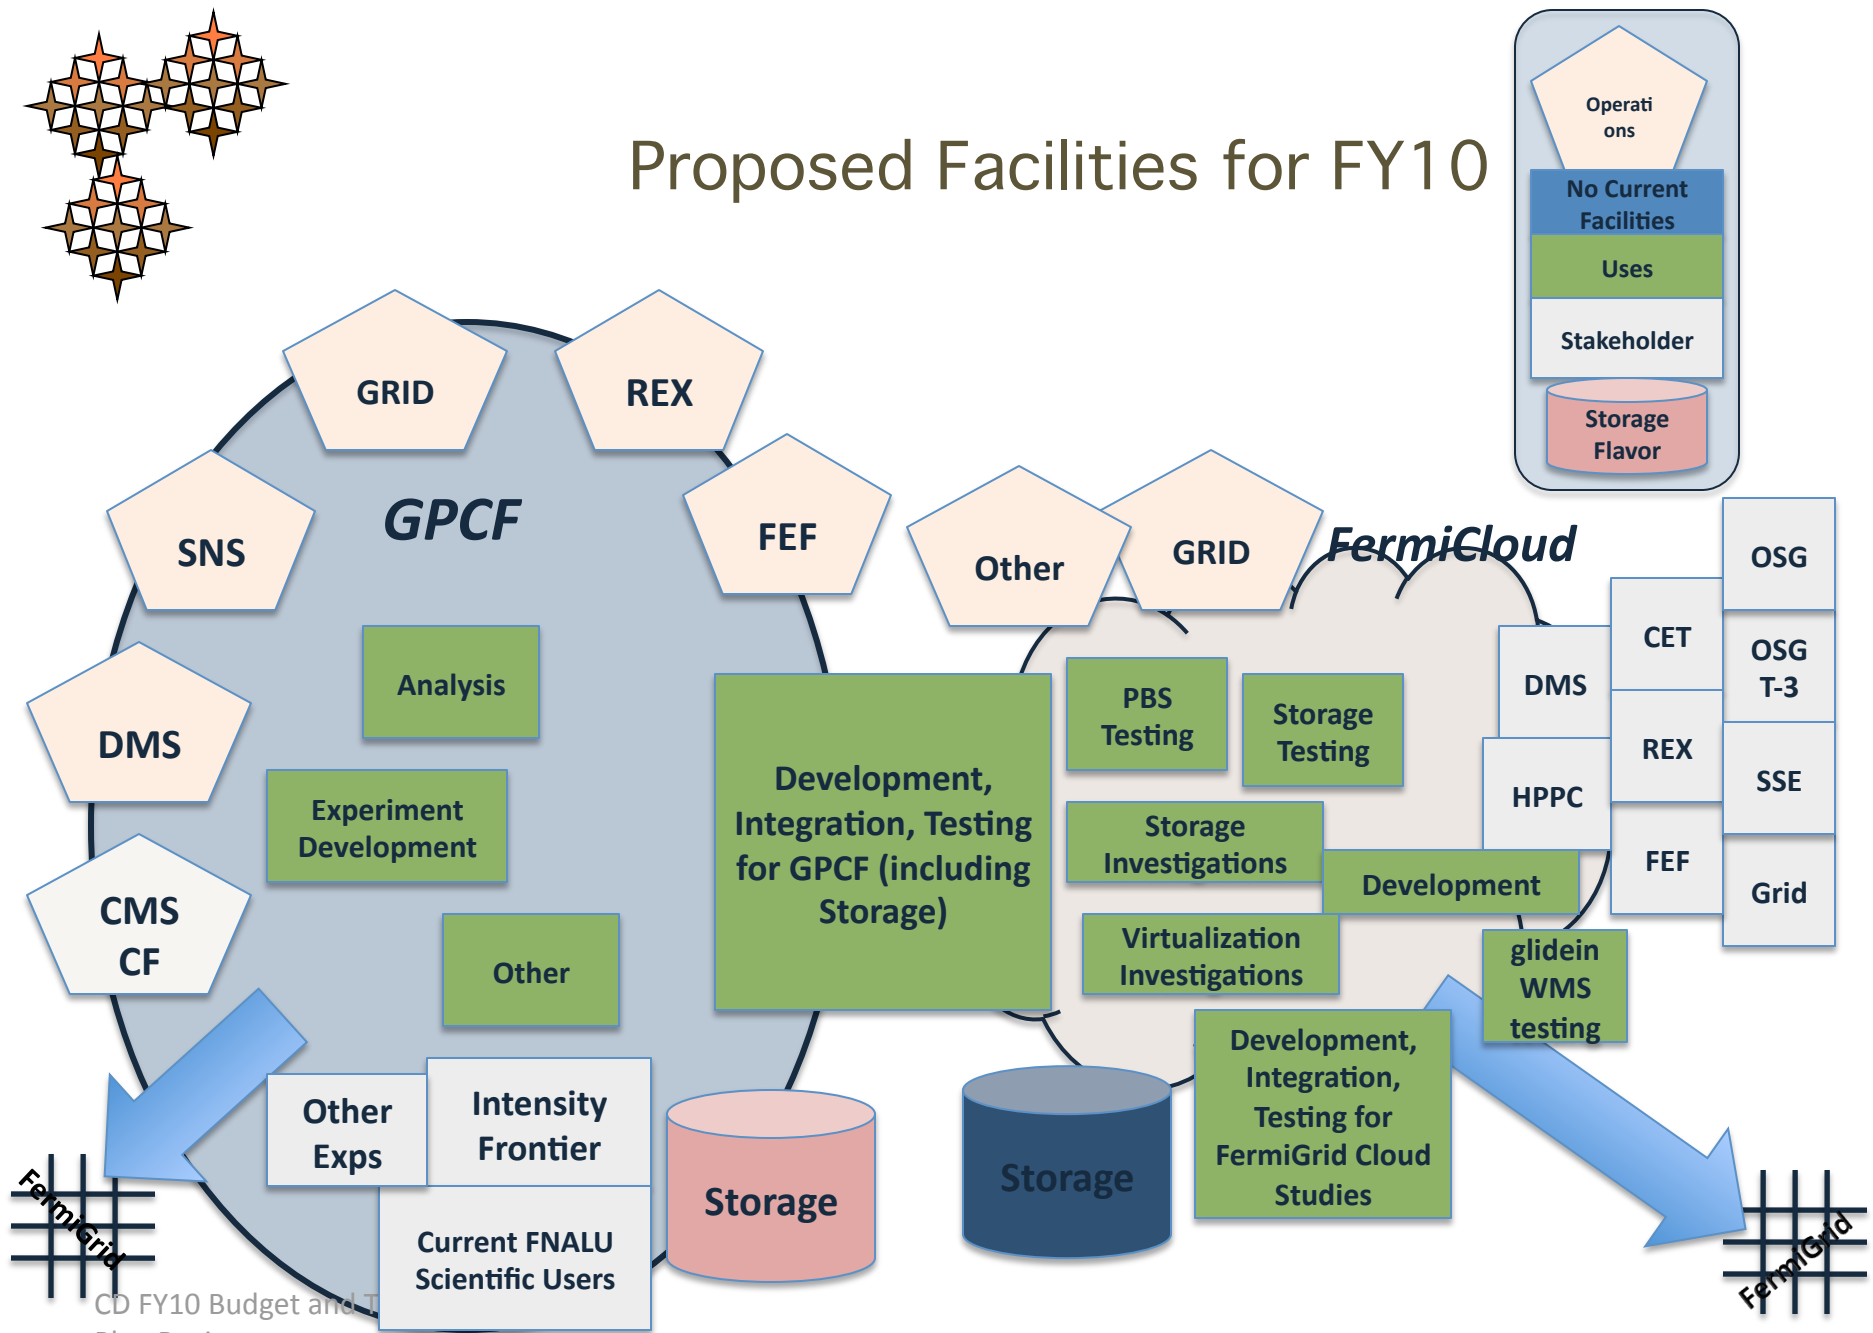 Proposed Facilities for FY10
Operati
ons
No Current
Facilities
Uses
Stakeholder
Storage
Flavor
GRID
REX
SNS
GPCF
FEF
DMS
CMS
CF
Analysis
Experiment
Development
Other
Other
Exps
Intensity
Frontier
Current FNALU
Scientific Users
Storage
FermiGrid
Development,
Integration, Testing
for GPCF (including
Storage)
Other
GRID
FermiCloud
PBS
Testing
Storage
Testing
Storage
Investigations
Development
Virtualization
Investigations
glidein
WMS
testing
Development,
Integration,
Testing for
FermiGrid Cloud
Studies
Storage
DMS
HPPC
CET
REX
FEF
OSG
OSG
T-3
SSE
Grid
FermiGrid
CD FY10 Budget and